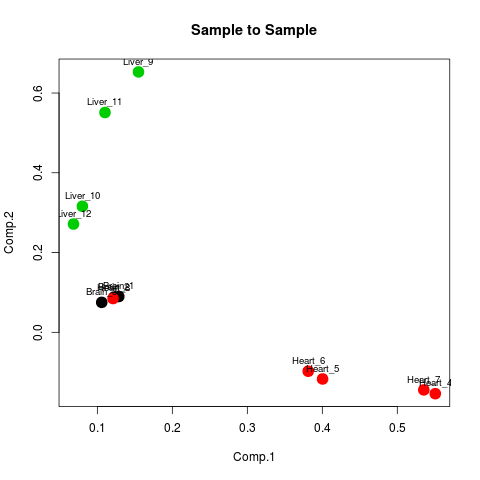 Sample to Sample
Liver_9
Liver_11
Liver_10
Liver_12
Heart_6
Heart_5
Heart_7
Heart_4
0.0
0.2
0.4
0.6
Comp.2
0.1
0.2
0.3
0.4
0.5
Comp.1